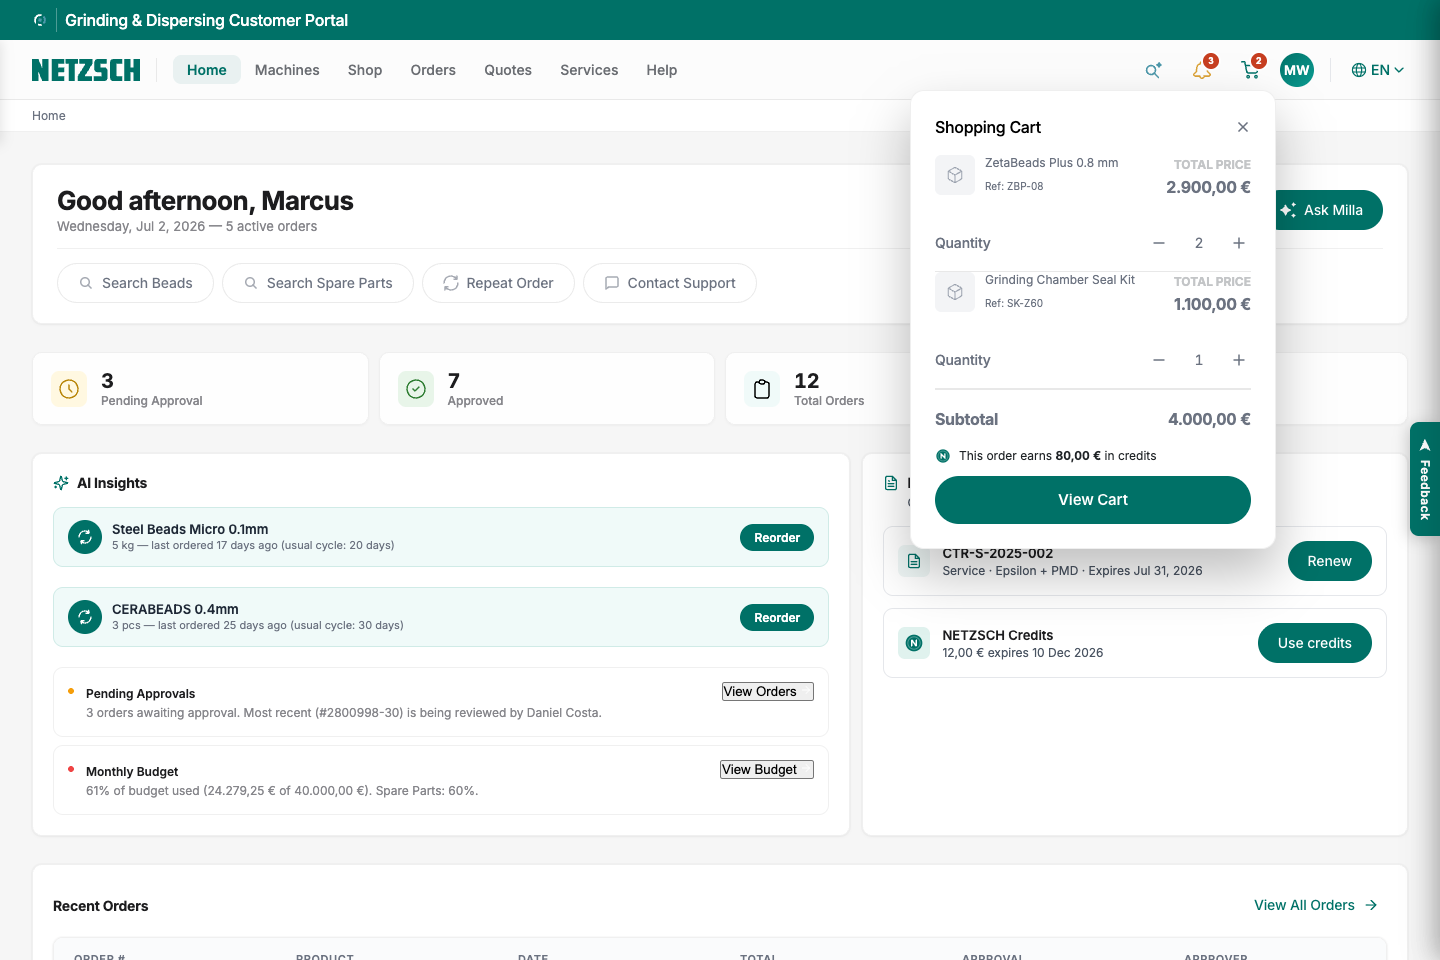 Grinding & Dispersing Customer Portal
NETZSCH
Home
Machines
Shop
Orders
Quotes
Services
Help
3
2
MW
EN
Home
Good afternoon, Marcus
Wednesday, Jul 2, 2026 — 5 active orders
Ask Milla
Search Beads
Search Spare Parts
Repeat Order
Contact Support
3
Pending Approval
7
Approved
12
Total Orders
Shopping Cart
ZetaBeads Plus 0.8 mm
Ref: ZBP-08
TOTAL PRICE
2.900,00 €
Quantity
2
Grinding Chamber Seal Kit
Ref: SK-Z60
TOTAL PRICE
1.100,00 €
Quantity
1
Subtotal
4.000,00 €
N
This order earns 80,00 € in credits
View Cart
Feedback
AI Insights
Steel Beads Micro 0.1mm
5 kg — last ordered 17 days ago (usual cycle: 20 days)
Reorder
CERABEADS 0.4mm
3 pcs — last ordered 25 days ago (usual cycle: 30 days)
Reorder
Pending Approvals
3 orders awaiting approval. Most recent (#2800998-30) is being reviewed by Daniel Costa.
View Orders
Monthly Budget
61% of budget used (24.279,25 € of 40.000,00 €). Spare Parts: 60%.
View Budget
CTR-S-2025-002
Service · Epsilon + PMD · Expires Jul 31, 2026
Renew
N
NETZSCH Credits
12,00 € expires 10 Dec 2026
Use credits
Recent Orders
View All Orders
ORDER #
PRODUCT
DATE
TOTAL
APPROVAL
APPROVER